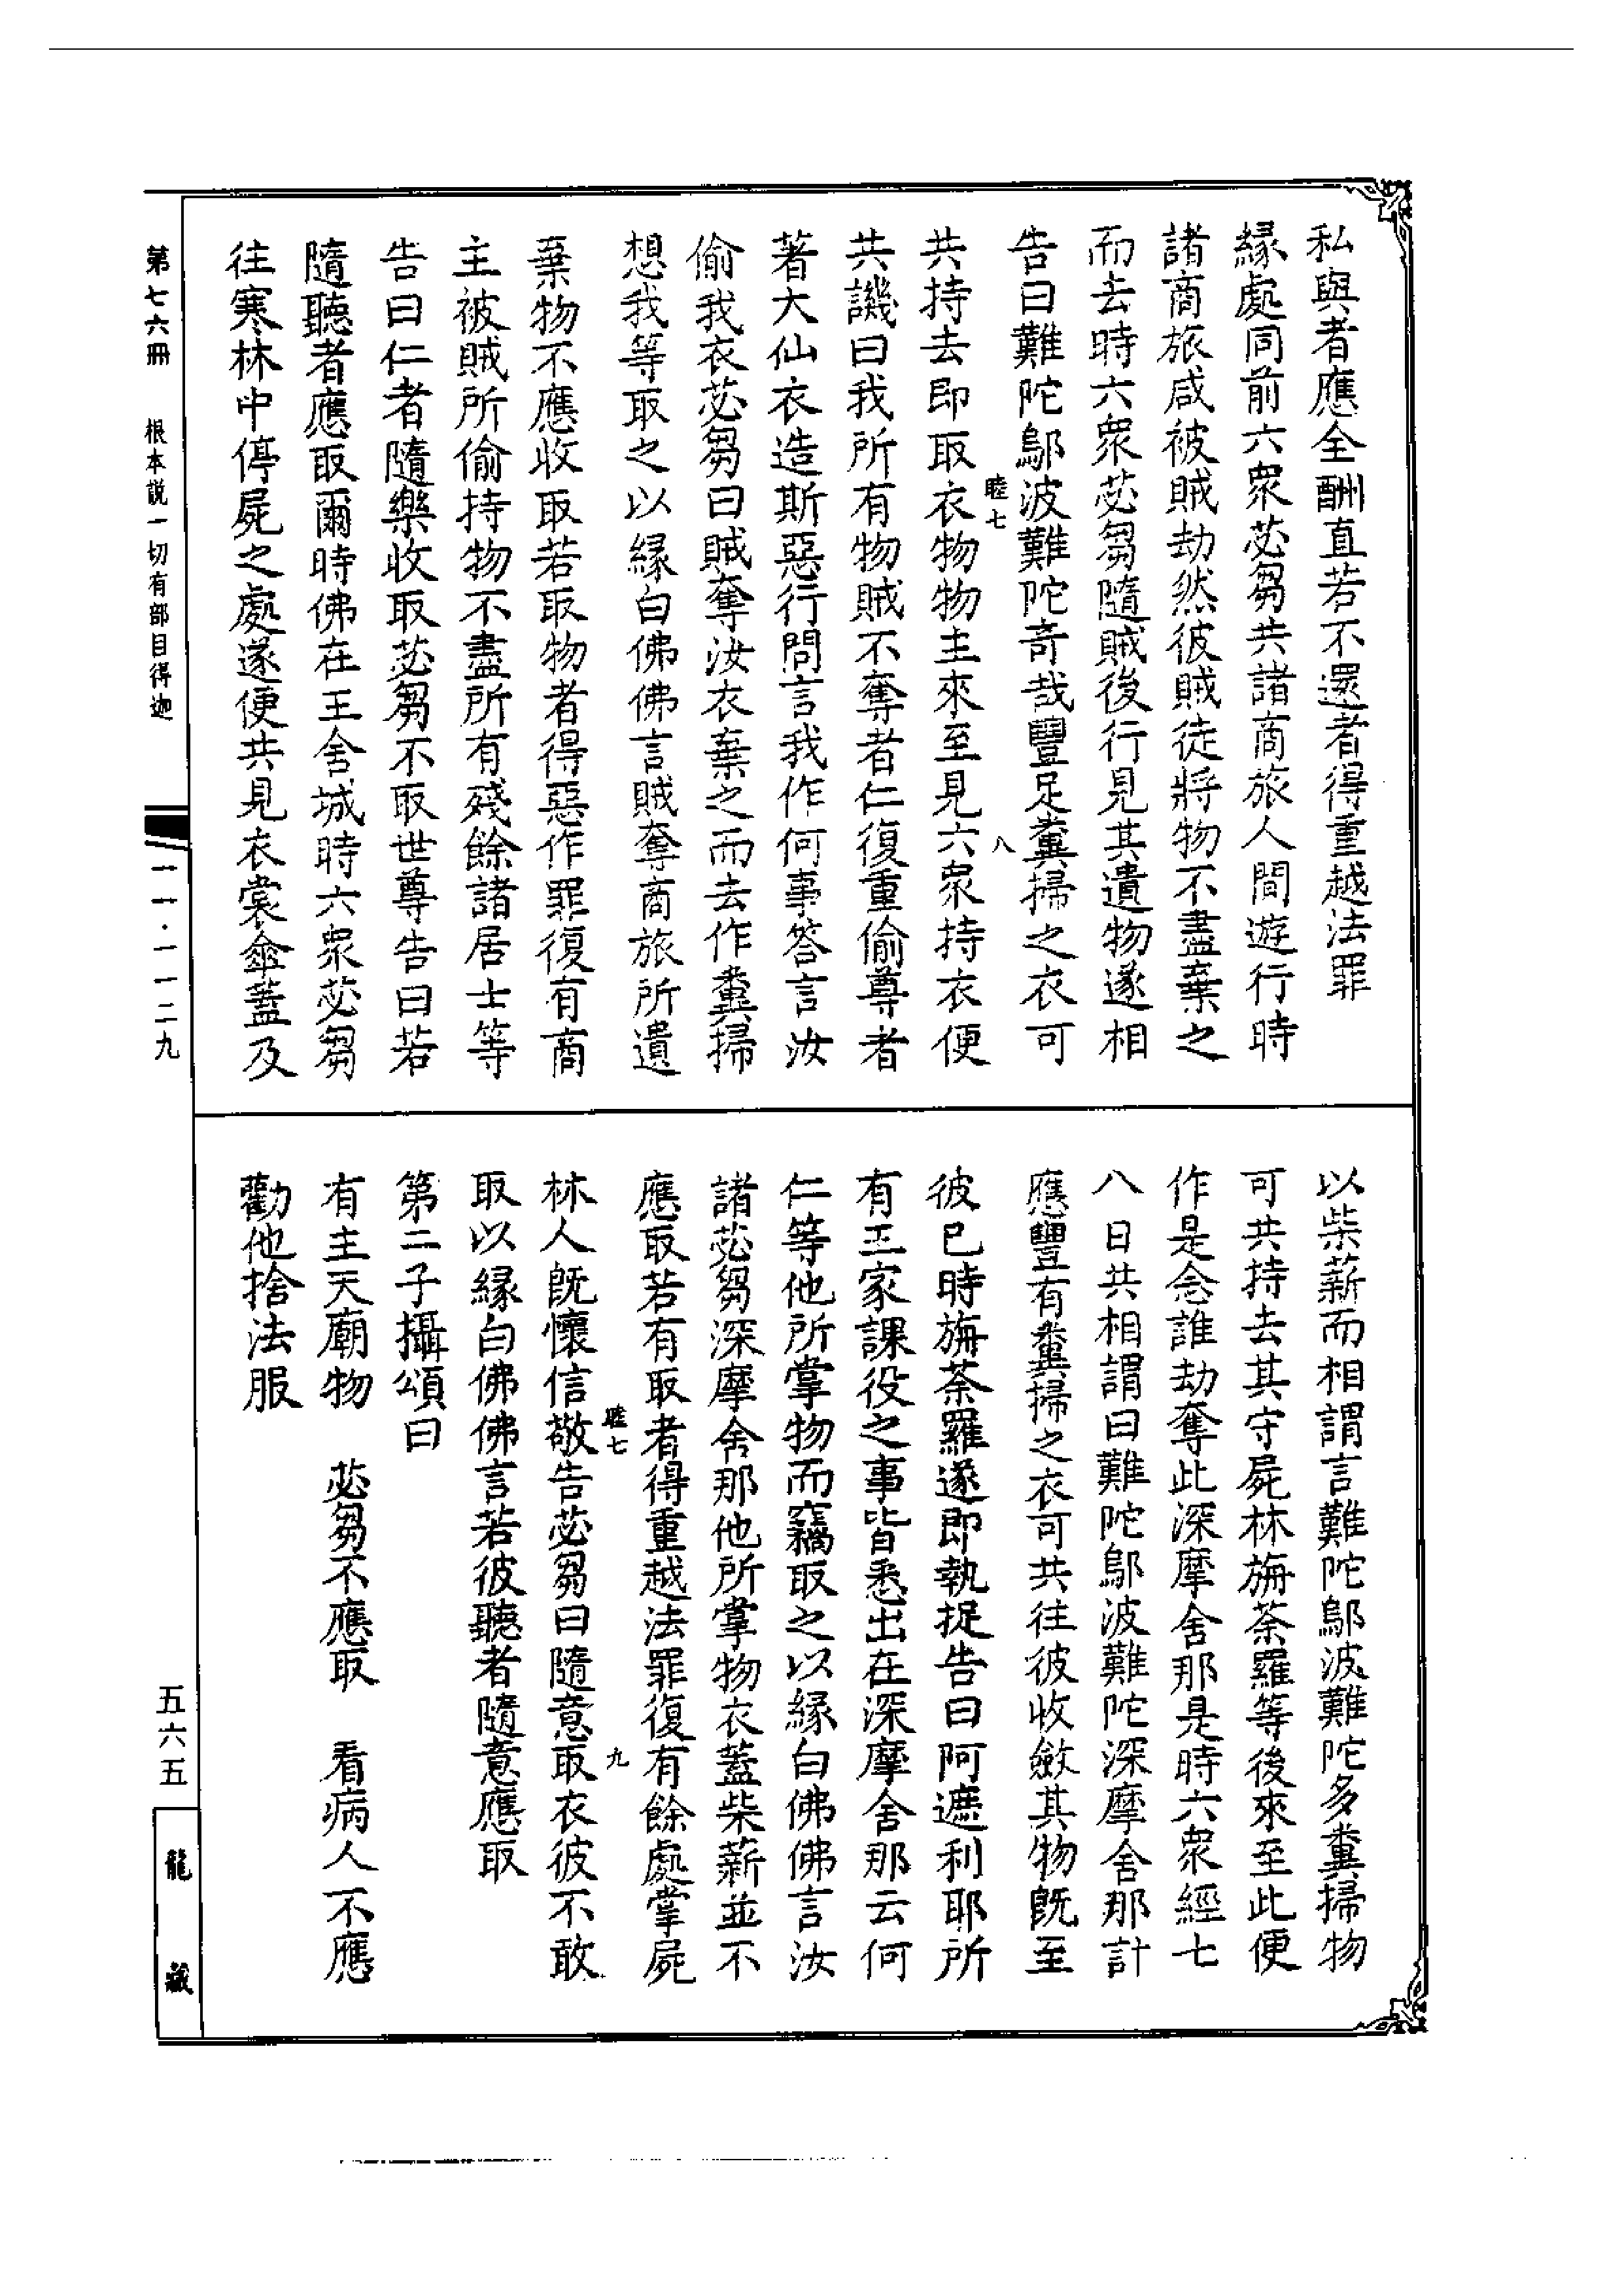 私與者應全酬直若不還者得重越法罪
緣處同前六衆苾芻共諸商旅人間遊行時
諸商旅咸被賊劫然彼賊徒將物不盡棄之
而去時六衆苾芻隨賊後行見其遺物遂相
告曰難陀鄔波難陀奇哉豐足糞掃之衣可
睦七
八
共持去即取衣物物主來至見六衆持衣便
共譏曰我所有物賊不奪者仁復重偷尊者
著大仙衣造斯惡行問言我作何事答言汝
偷我衣苾芻曰賊奪汝衣棄之而去作糞掃
想我等取之以緣白佛佛言賊奪商旅所遺
棄物不應收取若取物者得惡作罪復有商
主被賊所偷持物不盡所有殘餘諸居士等
告曰仁者隨樂收取苾芻不取世尊告曰若
隨聽者應取爾時佛在王舍城時六衆苾芻
往寒林中停屍之處遂便共見衣裳傘蓋及
以柴薪而相謂言難陀鄔波難陀多糞掃物
可共持去其守屍林旃荼羅等後來至此便
作是念誰劫奪此深摩舍那是時六衆經七
八日共相謂曰難陀鄔波難陀深摩舍那計
應豐有糞掃之衣可共往彼收斂其物既至
彼已時旃荼羅遂即執捉告曰阿遮利耶所
有王家課役之事皆悉出在深摩舍那云何
仁等他所掌物而竊取之以緣白佛佛言汝
諸苾芻深摩舍那他所掌物衣蓋柴薪並不
應取若有取者得重越法罪復有餘處掌屍
睦七
九
林人既懷信敬告苾芻曰隨意取衣彼不敢
取以緣白佛佛言若彼聽者隨意應取
第二子攝頌曰
有主天廟物　苾芻不應取　看病人不應
勸他捨法服
第七六冊　根本説一切有部目得迦
一一·一一二九
五六五
龍藏